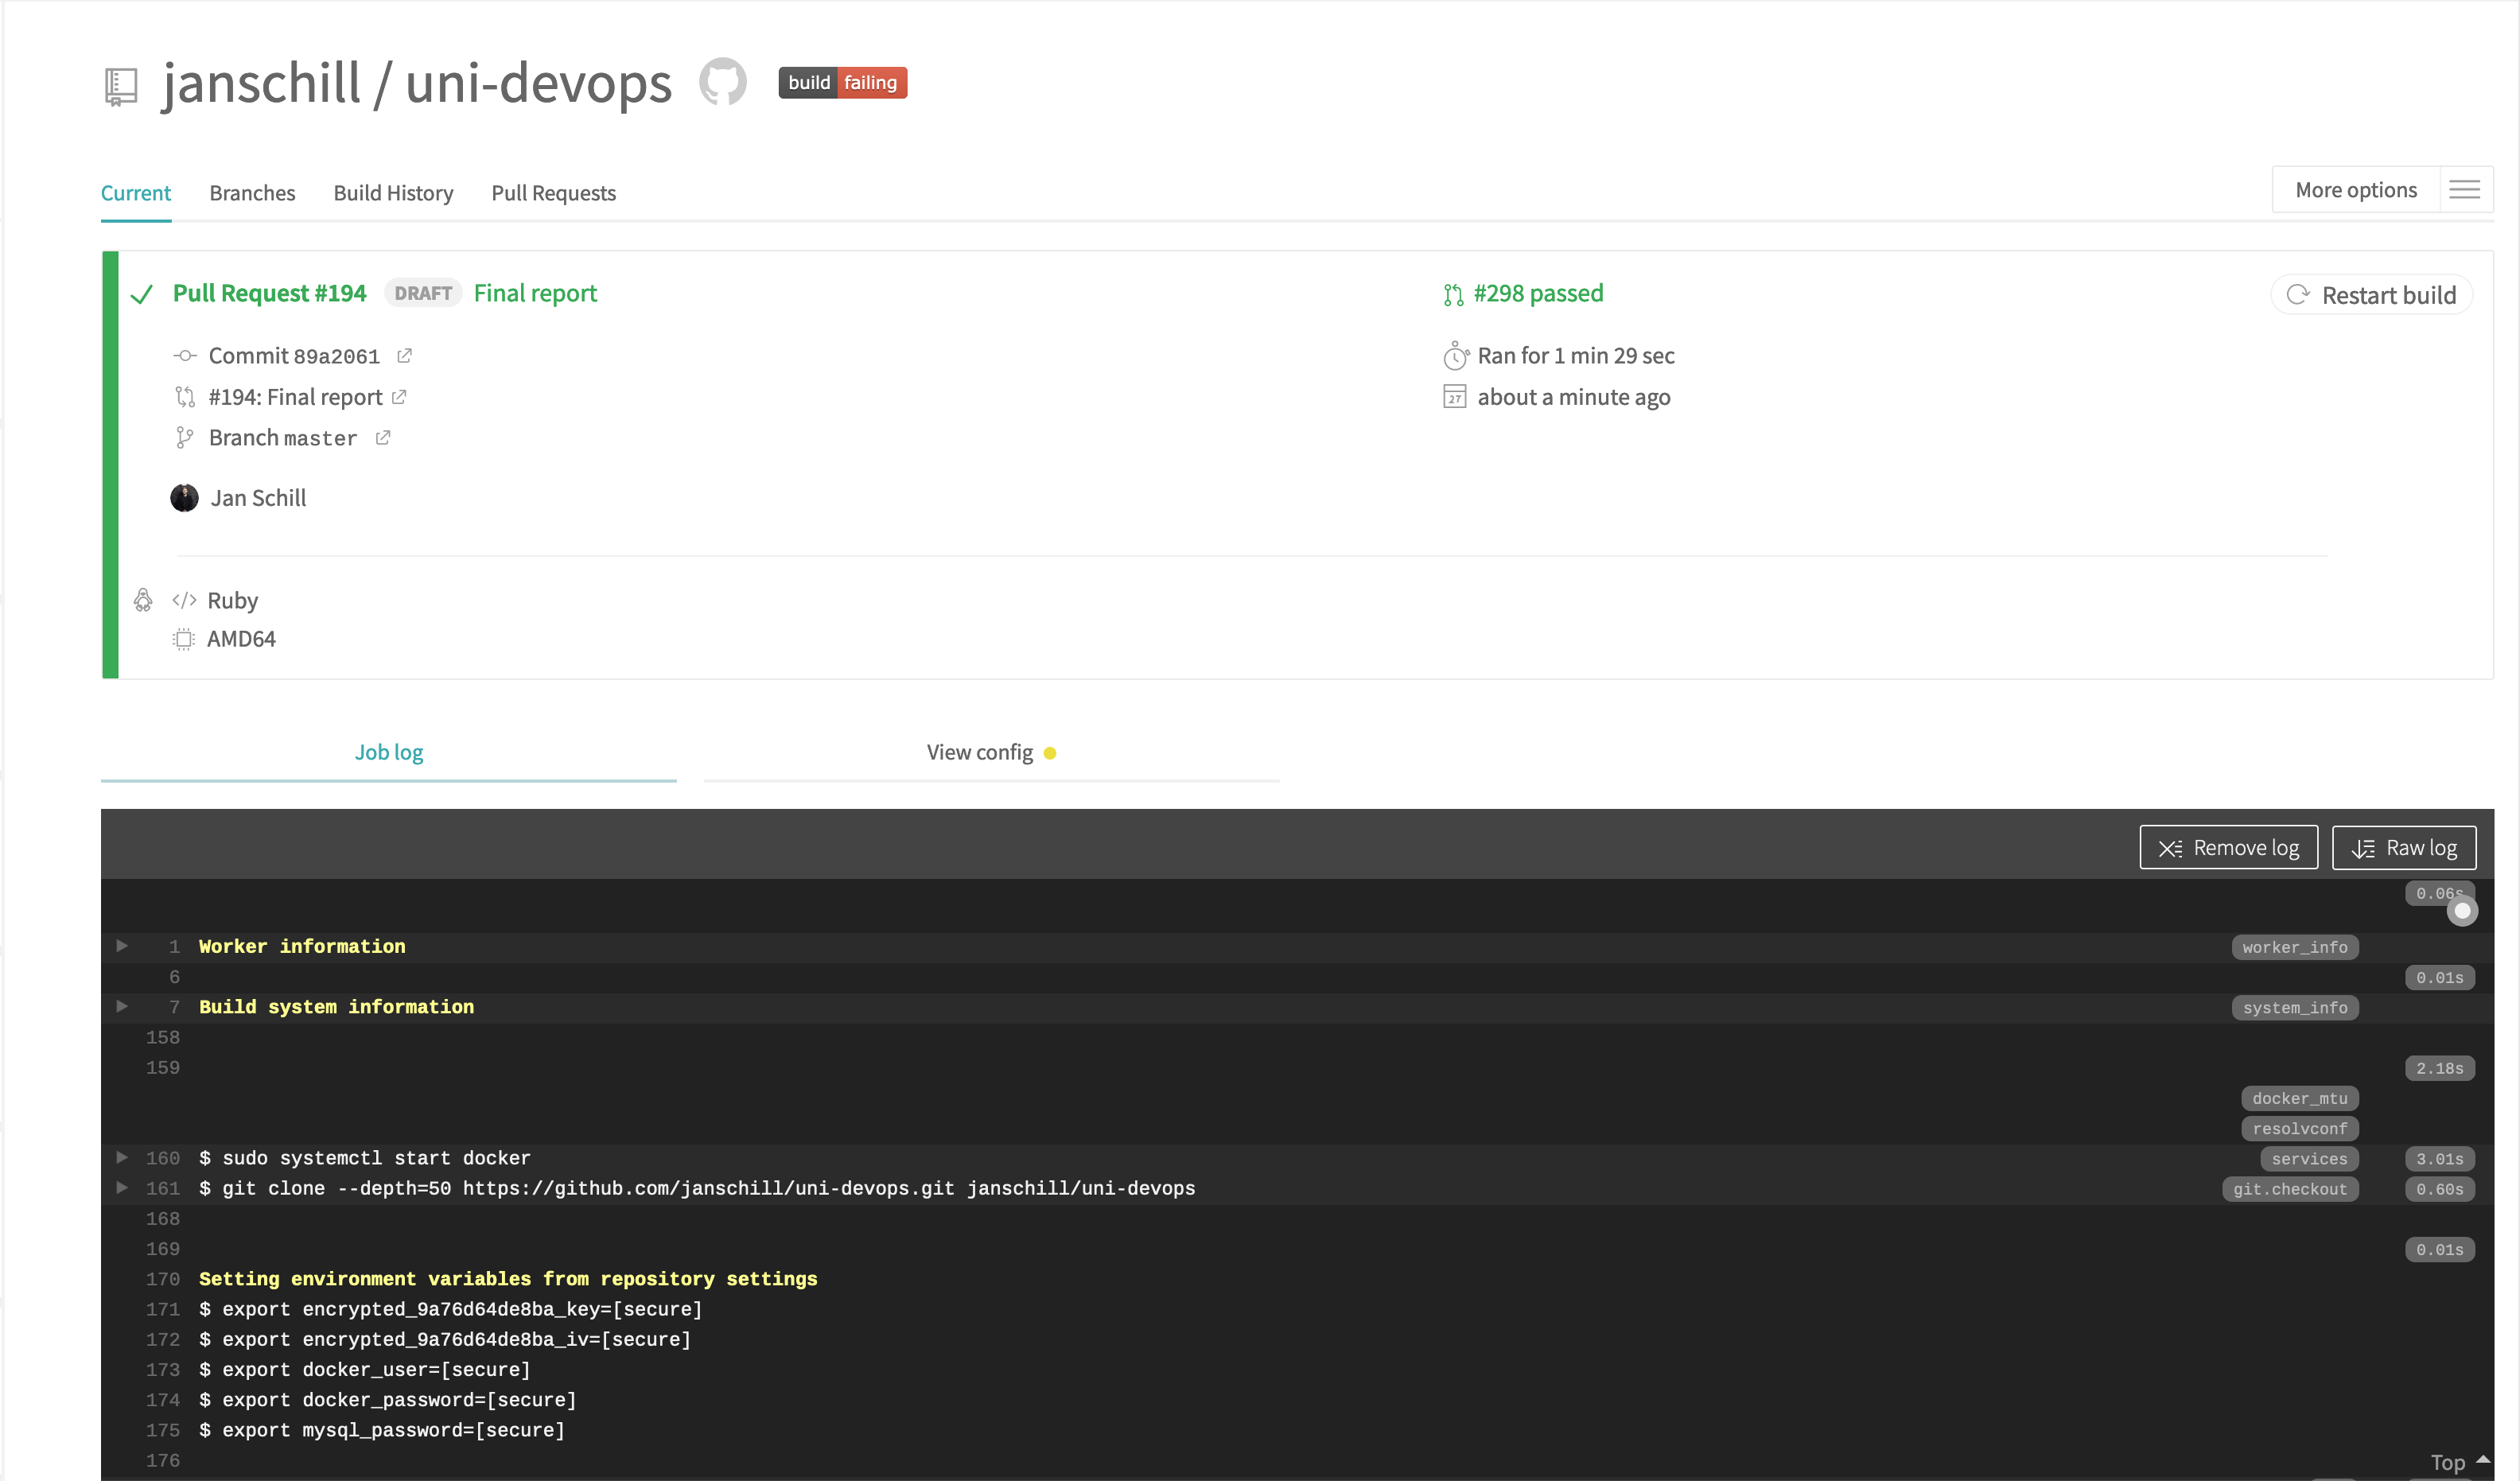 janschill / uni-devops build failing
Current Branches Build History Pull Requests More options
Pull Request #194 DRAFT Final report #298 passed Restart build
Commit 89a2061 Ran for 1 min 29 sec
#194: Final report 27 about a minute ago
Branch master
Jan Schill
</> Ruby
AMD64
Job log View config
Remove log Raw log
0.06s
1 Worker information worker_info
6 0.01s
7 Build system information system_info
158
159 2.18s
docker_mtu
resolvconf
160 $ sudo systemctl start docker services 3.01s
161 $ git clone --depth=50 https://github.com/janschill/uni-devops.git janschill/uni-devops git.checkout 0.60s
168
169 0.01s
170 Setting environment variables from repository settings
171 $ export encrypted_9a76d64de8ba_key=[secure]
172 $ export encrypted_9a76d64de8ba_iv=[secure]
173 $ export docker_user=[secure]
174 $ export docker_password=[secure]
175 $ export mysql_password=[secure]
176
Top